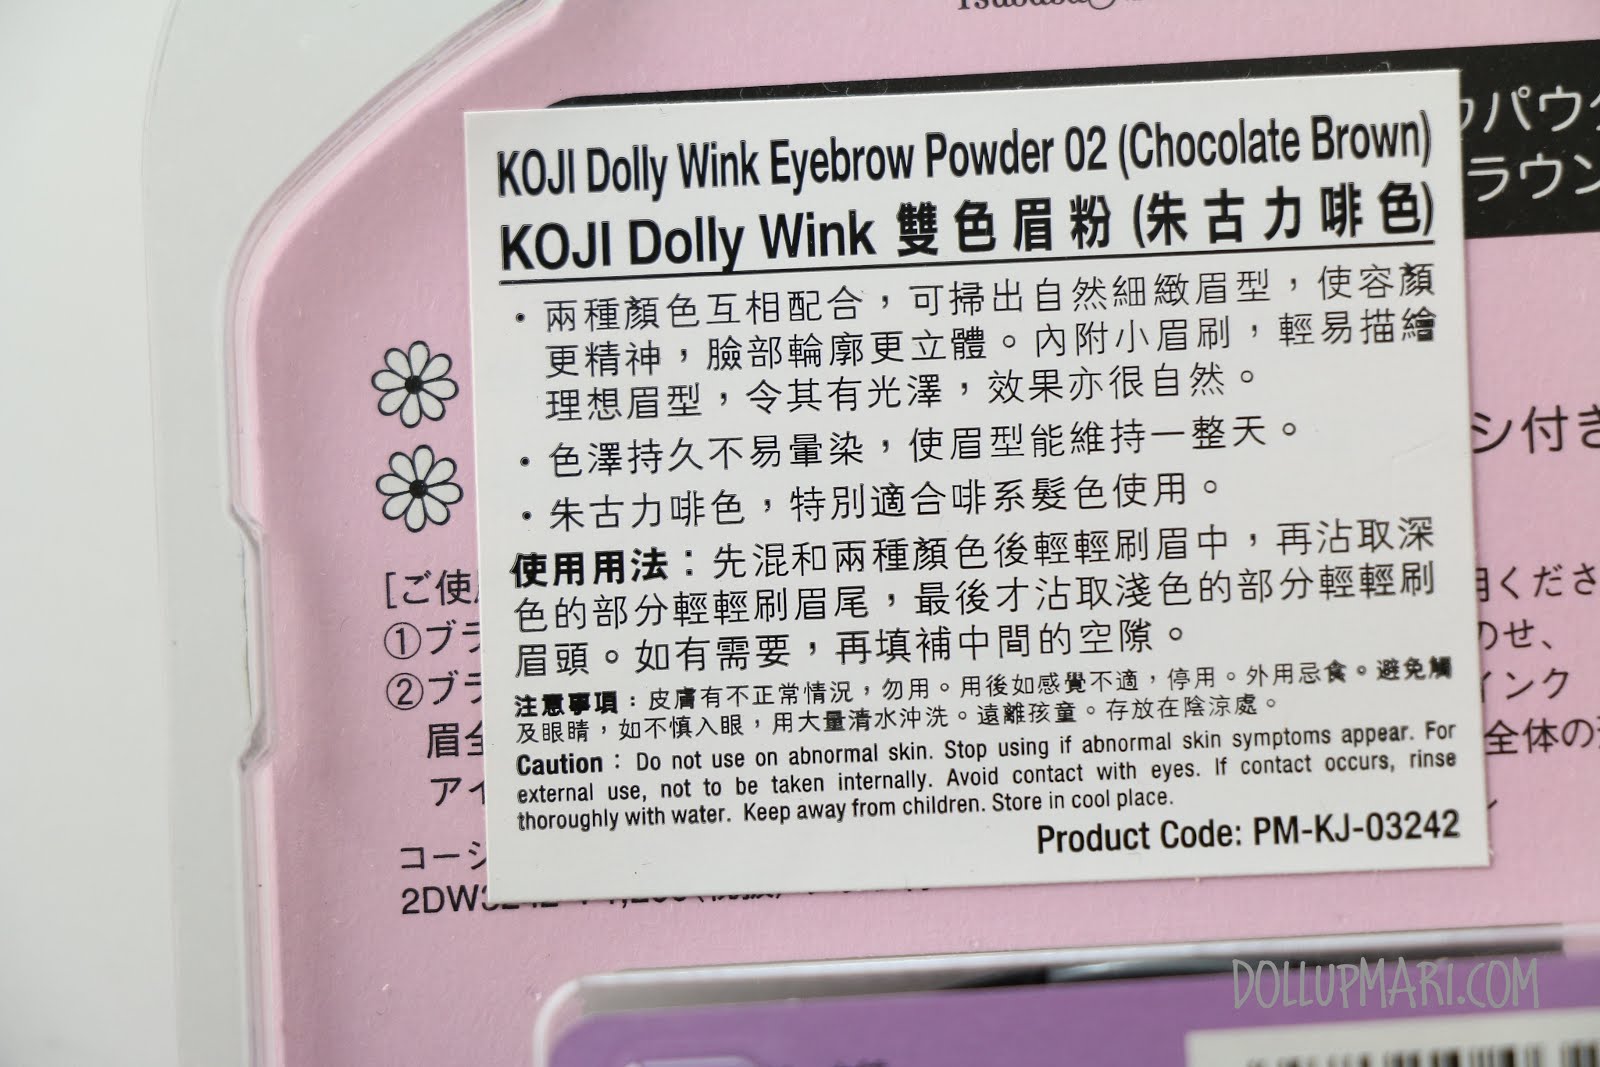 KOJI Dolly Wink Eyebrow Powder 02 (Chocolate Brown)
KOJI Dolly Wink 雙色眉粉 (朱古力啡色)
・兩種顏色互相配合，可掃出自然細緻眉型，使容顏
更精神，臉部輪廓更立體。內附小眉刷，輕易描繪
理想眉型，令其有光澤，效果亦很自然。
・色澤持久不易暈染，使眉型能維持一整天。
・朱古力啡色，特別適合啡系髮色使用。
使用用法：先混和兩種顏色後輕輕刷眉中，再沾取深
色的部分輕輕刷眉尾，最後才沾取淺色的部分輕輕刷
眉頭。如有需要，再填補中間的空隙。
注意事項：皮膚有不正常情況，勿用。用後如感覺不適，停用。外用忌食。避免觸
及眼睛，如不慎入眼，用大量清水沖洗。遠離孩童。存放在陰涼處。
Caution : Do not use on abnormal skin. Stop using if abnormal skin symptoms appear. For
external use, not to be taken internally. Avoid contact with eyes. If contact occurs, rinse
thoroughly with water. Keep away from children. Store in cool place.
Product Code: PM-KJ-03242
パウ
ラウン
シ付き
[ご使
①ブラ
②ブラ
眉全
アイ
コーシ
2DW
くださ
のせ、
インク
全体の
DOLLUPMARI.COM